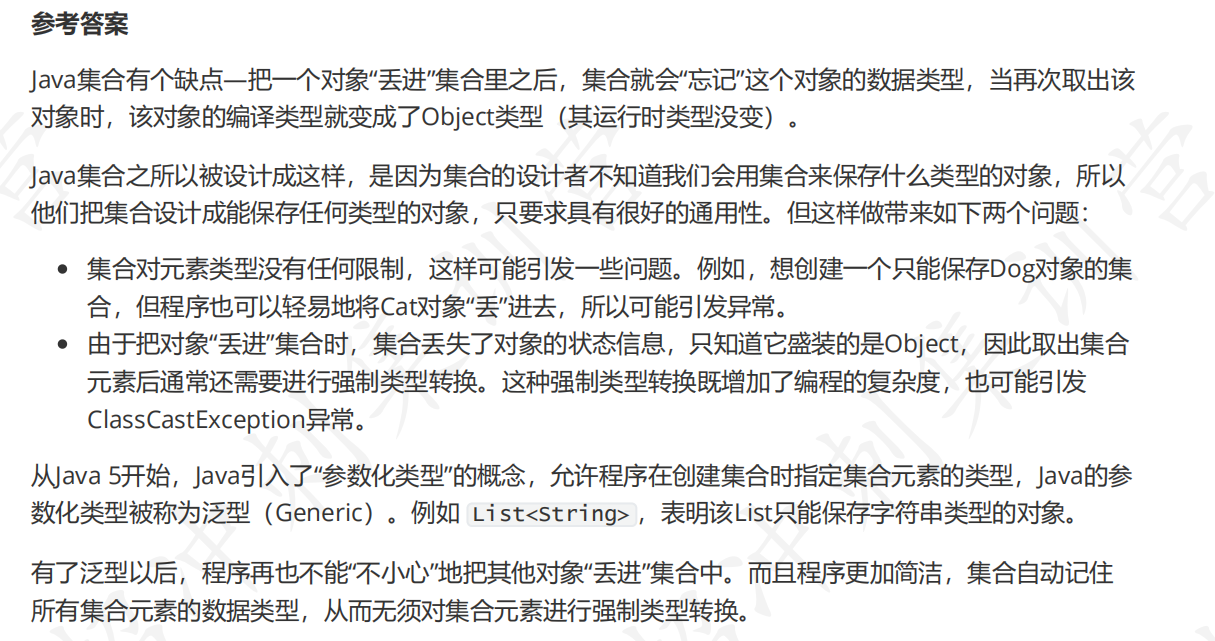 参考答案
Java集合有个缺点—把一个对象“丢进”集合里之后，集合就会“忘记”这个对象的数据类型，当再次取出该
对象时，该对象的编译类型就变成了Object类型（其运行时类型没变）。
Java集合之所以被设计成这样，是因为集合的设计者不知道我们会用集合来保存什么类型的对象，所以
他们把集合设计成能保存任何类型的对象，只要求具有很好的通用性。但这样做带来如下两个问题：
• 集合对元素类型没有任何限制，这样可能引发一些问题。例如，想创建一个只能保存Dog对象的集
合，但程序也可以轻易地将Cat对象“丢”进去，所以可能引发异常。
• 由于把对象“丢进”集合时，集合丢失了对象的状态信息，只知道它盛装的是Object，因此取出集合
元素后通常还需要进行强制类型转换。这种强制类型转换既增加了编程的复杂度，也可能引发
ClassCastException异常。
从Java 5开始，Java引入了“参数化类型”的概念，允许程序在创建集合时指定集合元素的类型，Java的参
数化类型被称为泛型（Generic）。例如 List<String> ，表明该List只能保存字符串类型的对象。
有了泛型以后，程序再也不能“不小心”地把其他对象“丢进”集合中。而且程序更加简洁，集合自动记住
所有集合元素的数据类型，从而无须对集合元素进行强制类型转换。